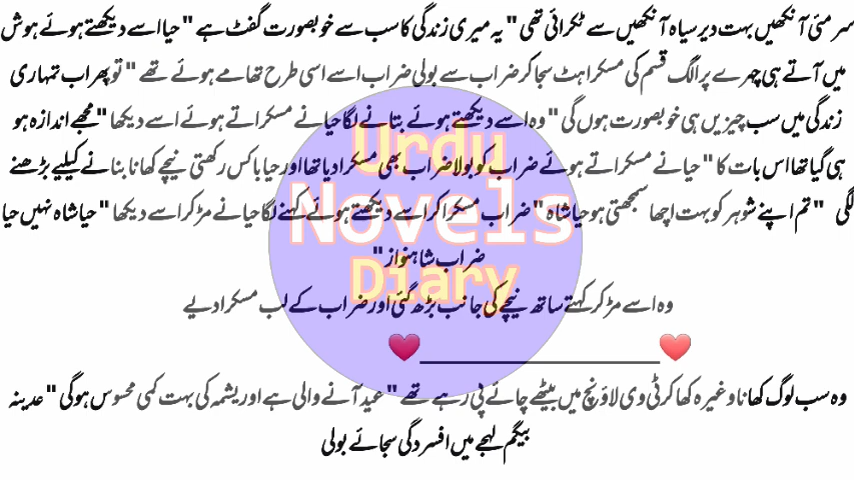 سرمئی آنکھیں بہت دیر سیاہ آنکھیں سے ٹکرائی تھی " یہ میری زندگی کا سب سے خوبصورت گفٹ ہے " حیا اسے دیکھتے ہوئے ہوش
میں آتے ہی چہرے پر الگ قسم کی مسکراہٹ سجا کر ضراب سے بولی ضراب اسے اسی طرح تھامے ہوئے تھے " تو پھر اب تمہاری
زندگی میں سب چیزیں ہی خوبصورت ہوں گی " وہ اسے دیکھتے ہوئے بتانے لگا حیا نے مسکراتے ہوئے اسے دیکھا " مجھے اندازہ ہو
ہی گیا تھا اس بات کا " حیا نے مسکراتے ہوئے ضراب کو بولا ضراب بھی مسکرا دیا تھا اور حیا باکس رکھتی نیچے کھانا بنانے کیلیے بڑھنے
لگی " تم اپنے شوہر کو بہت اچھا سمجھتی ہو حیا شاہ " ضراب مسکرا کر اسے دیکھتے ہوئے کہنے لگا حیا نے مڑ کر اسے دیکھا " حیا شاہ نہیں حیا
ضراب شاہنواز "
وہ اسے مڑ کر کہتے ساتھ نیچے کی جانب بڑھ گئی اور ضراب کے لب مسکرا دیے
وہ سب لوگ کھانا وغیرہ کھا کر ٹی وی لاؤنچ میں بیٹھے چائے پی رہے تھے " عید آنے والی ہے اور یشمہ کی بہت کمی محسوس ہوگی " عدینہ
بیگم لہجے میں افسردگی سجائے بولی
Urdu
Novels
Diary